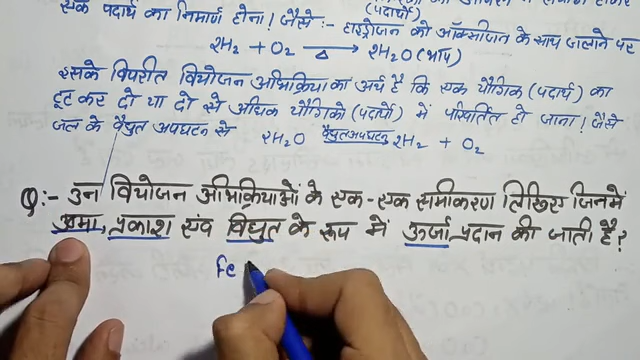 एक पदार्थ का निर्माण होना! जैसे :- हाइड्रोजन को ऑक्सीजन के साथ जलाने पर
(पदार्थो)
2H₂ + O₂ →Δ 2H₂O (भाप)
इसके विपरीत वियोजन अभिक्रिया का अर्थ है कि एक यौगिक (पदार्थ) का
टूट कर दो या दो से अधिक यौगिको (पदार्थो) में परिवर्तित हो जाना! जैसे
जल के वैधुत अपघटन से 2H₂O वैधुत अपघटन 2H₂ + O₂
Q:- उन वियोजन अभिक्रियाओं के एक-एक समीकरण लिखिए जिनमें
ऊष्मा, प्रकाश एवं विद्युत के रूप में ऊर्जा प्रदान की जाती है?
Fe